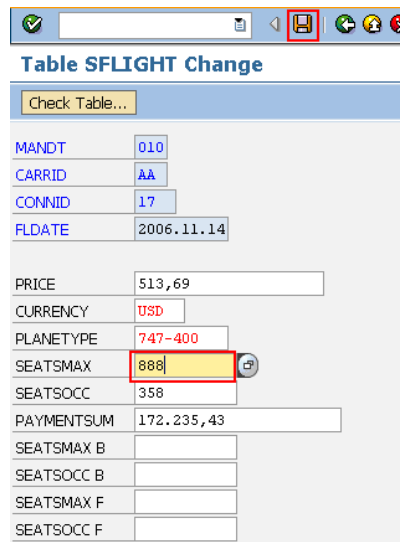 Table SFLIGHT Change
Check Table...
MANDT 010
CARRID AA
CONNID 17
FLDATE 2006.11.14
PRICE 513,69
CURRENCY USD
PLANETYPE 747-400
SEATSMAX 888
SEATSOCC 358
PAYMENTSUM 172.235,43
SEATSMAX B
SEATSOCC B
SEATSMAX F
SEATSOCC F